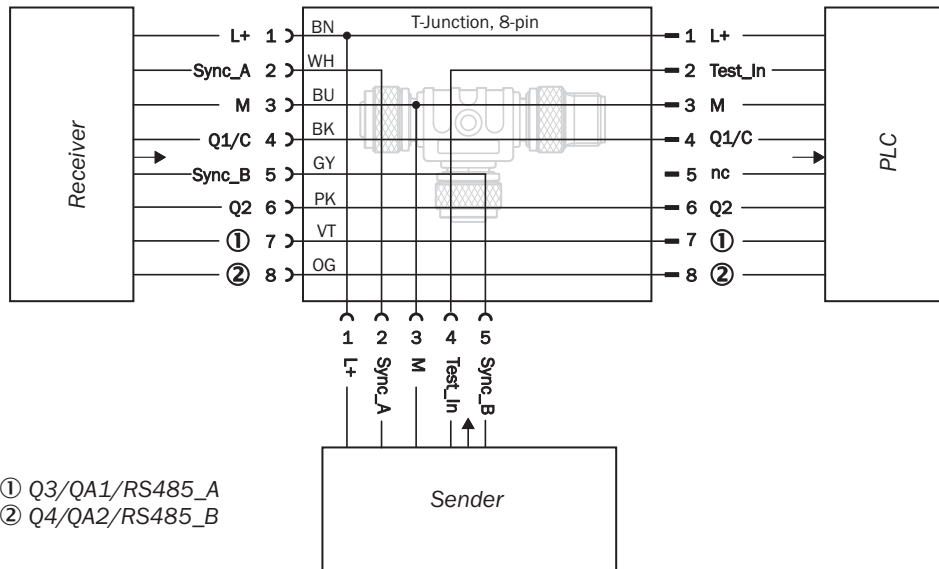 T-Junction, 8-pin
L+ 1 BN 1 L+
Sync_A 2 WH 2 Test_In
M 3 BU 3 M
Q1/C 4 BK 4 Q1/C
Sync_B 5 GY 5 nc
Q2 6 PK 6 Q2
① 7 VT 7 ①
② 8 OG 8 ②
Receiver
PLC
1 2 3 4 5
L+ Sync_A M Test_In Sync_B
Sender
① Q3/QA1/RS485_A
② Q4/QA2/RS485_B